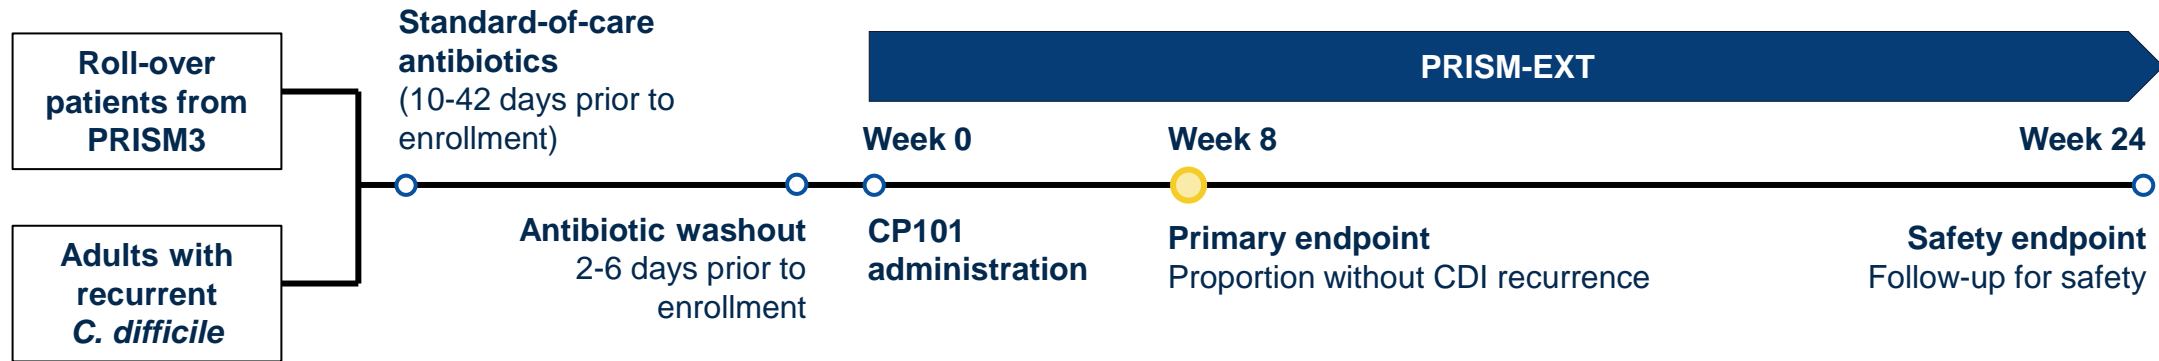 Roll-over
patients from
PRISM3
Adults with
recurrent
C. difficile
Standard-of-care
antibiotics
(10-42 days prior to
enrollment)
Antibiotic washout
2-6 days prior to
enrollment
PRISM-EXT
Week 0
CP101
administration
Week 8
Primary endpoint
Proportion without CDI recurrence
Week 24
Safety endpoint
Follow-up for safety